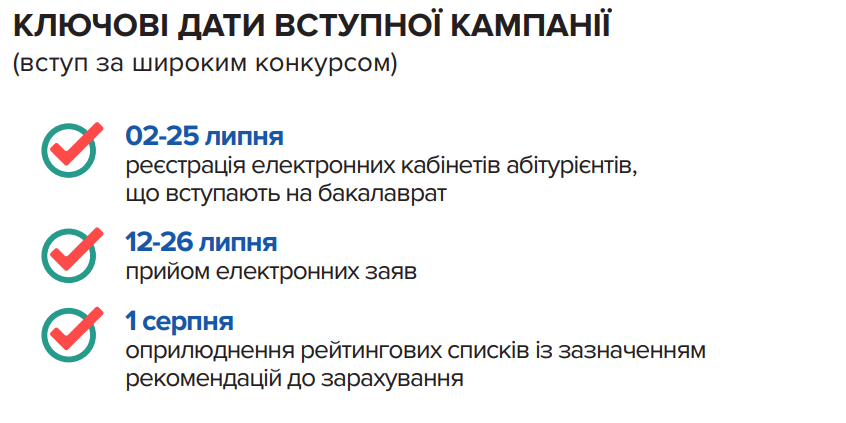 КЛЮЧОВІ ДАТИ ВСТУПНОЇ КАМПАНІЇ
(вступ за широким конкурсом)
02-25 липня
реєстрація електронних кабінетів абітурієнтів,
що вступають на бакалаврат
12-26 липня
прийом електронних заяв
1 серпня
оприлюднення рейтингових списків із зазначенням
рекомендацій до зарахування